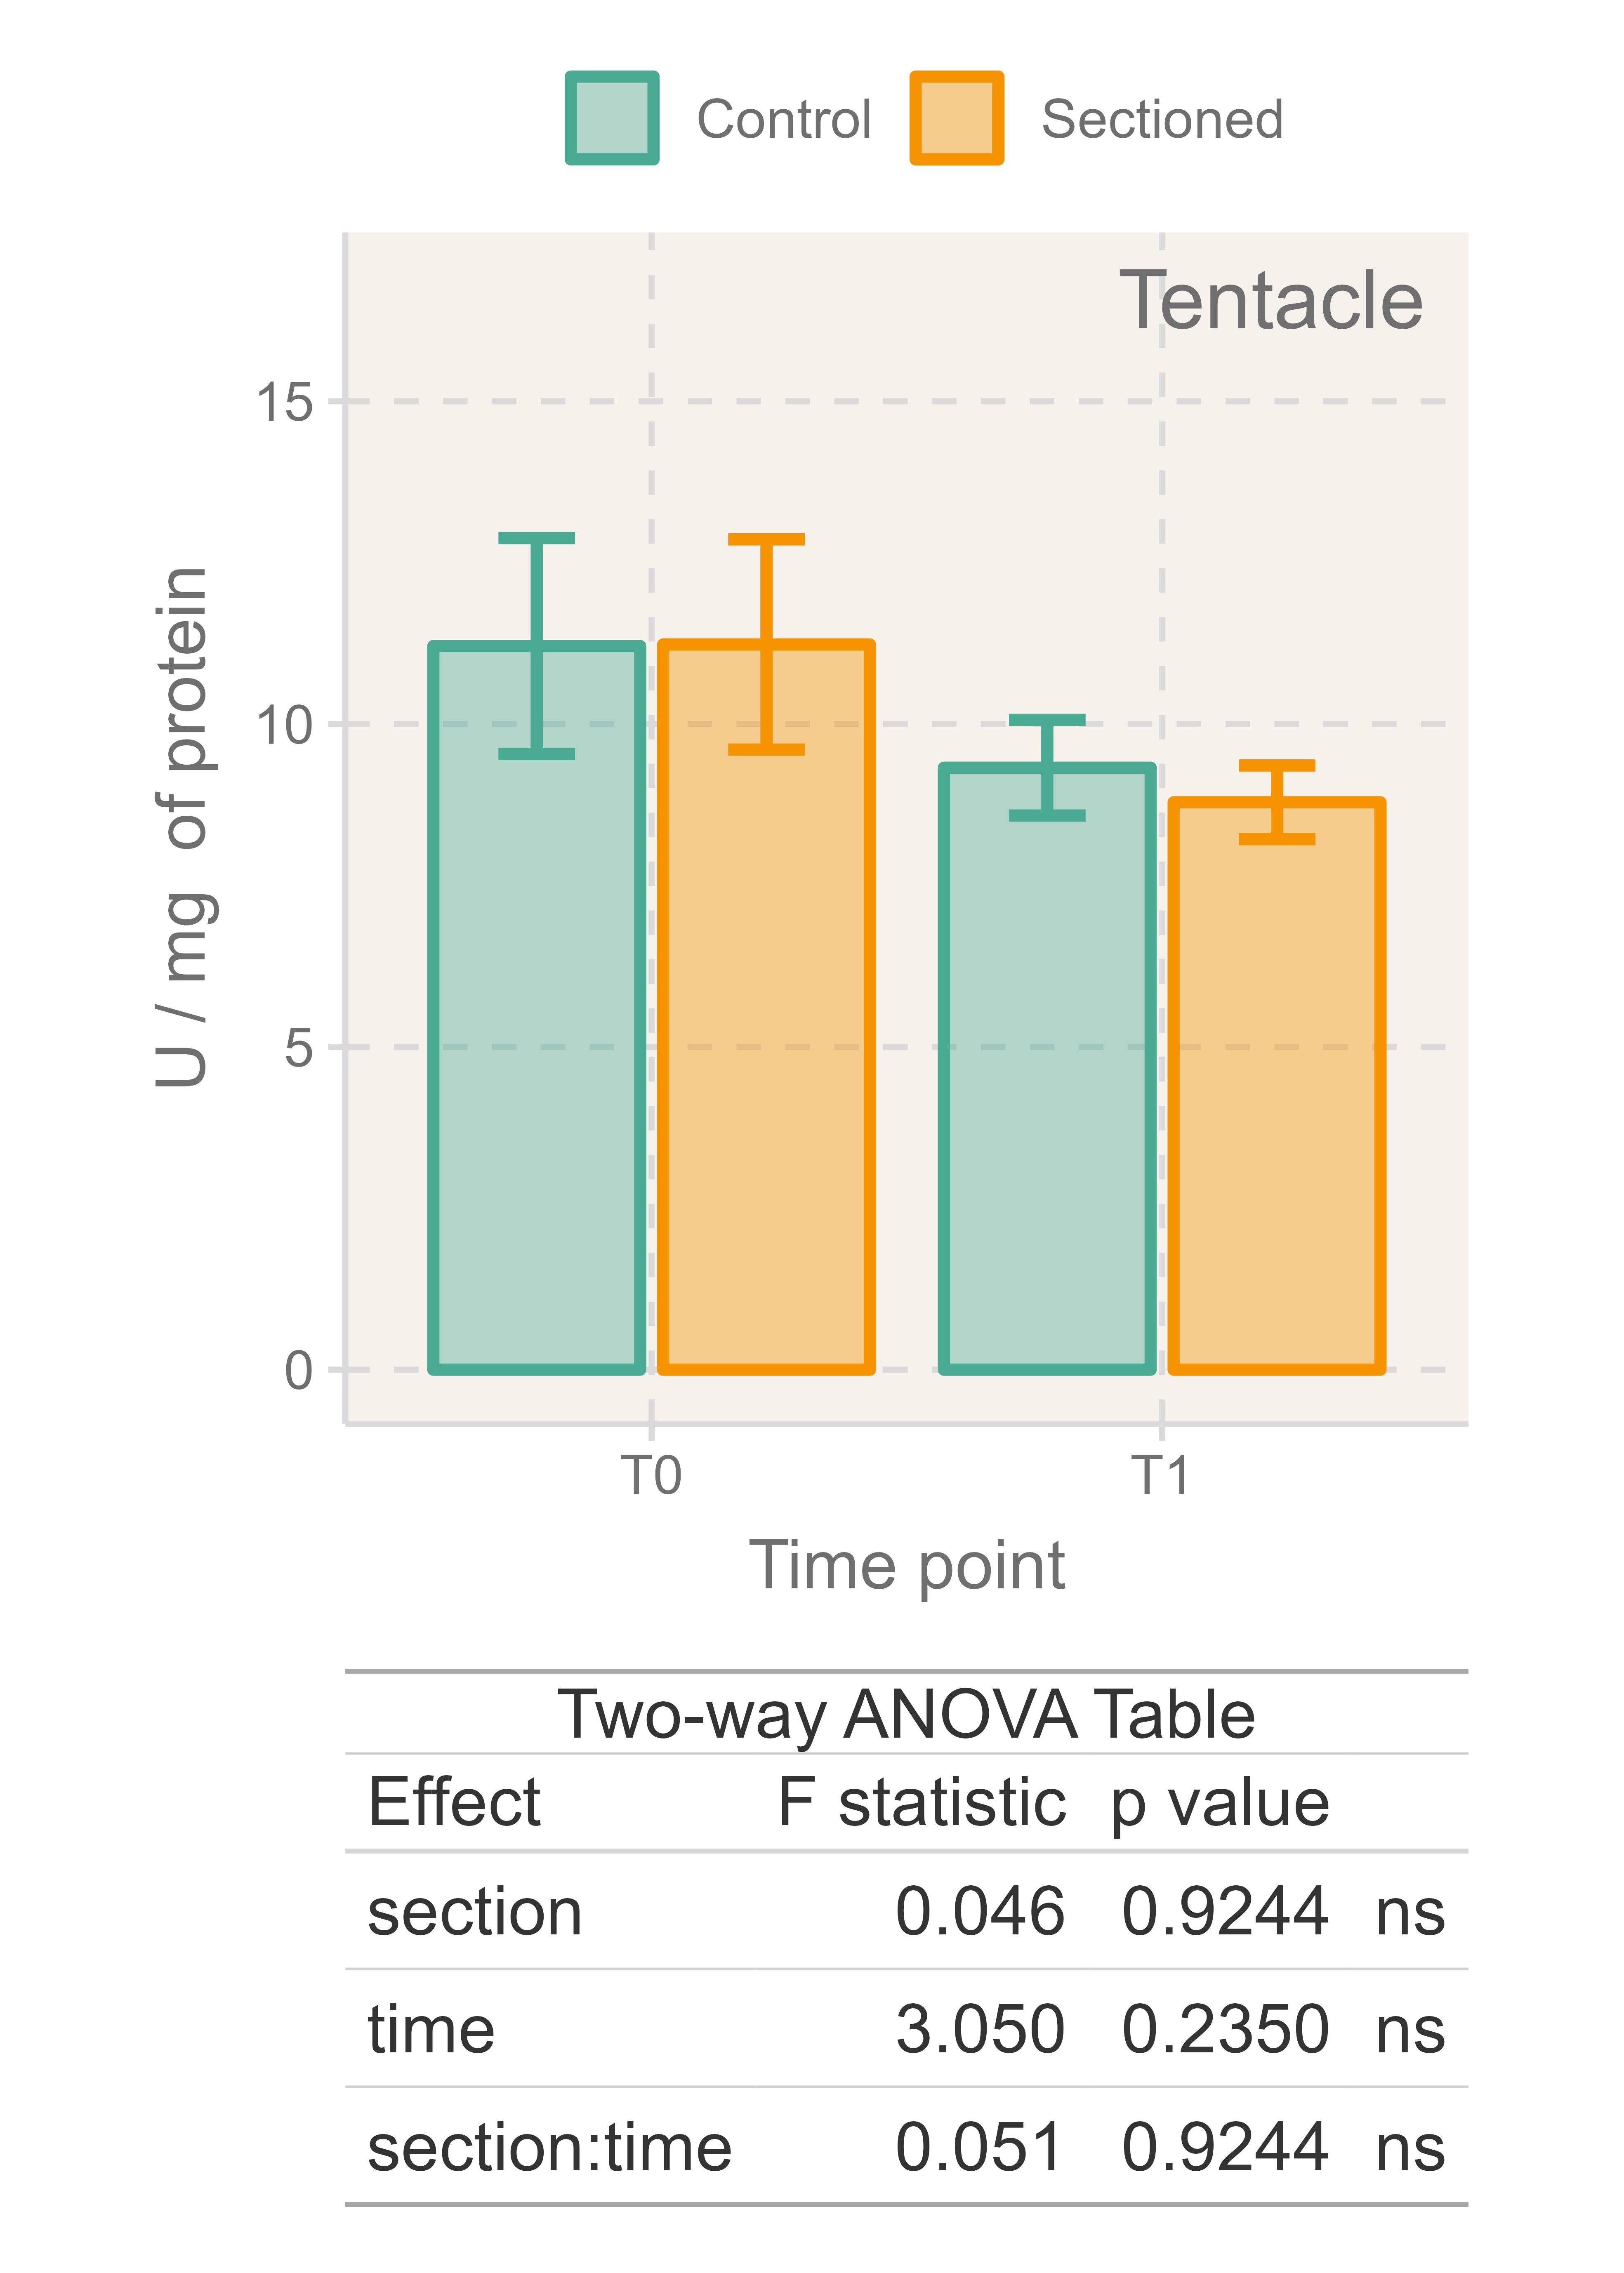 Control Sectioned
Tentacle
15
10
5
0
U / mg of protein
T0 T1
Time point
Two-way ANOVA Table
Effect F statistic p value
section 0.046 0.9244 ns
time 3.050 0.2350 ns
section:time 0.051 0.9244 ns